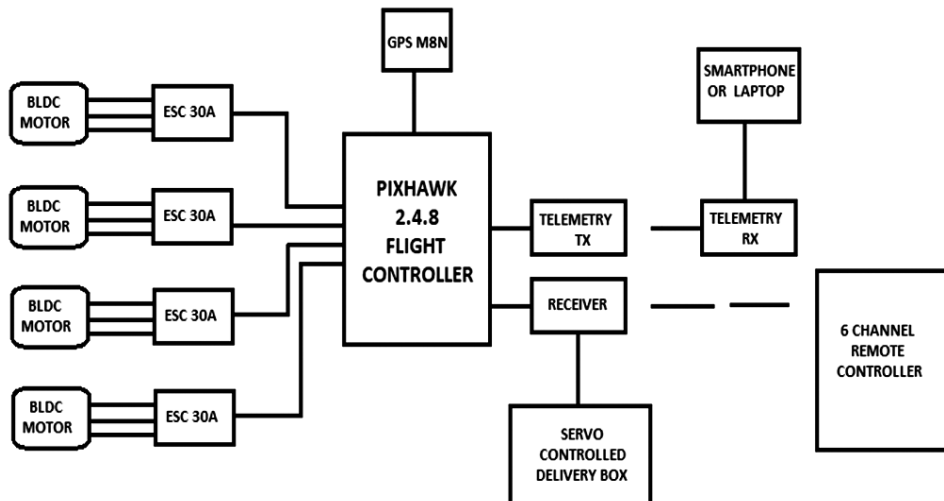 GPS M8N
SMARTPHONE
OR LAPTOP
BLDC
MOTOR
ESC 30A
BLDC
MOTOR
ESC 30A
BLDC
MOTOR
ESC 30A
BLDC
MOTOR
ESC 30A
PIXHAWK
2.4.8
FLIGHT
CONTROLLER
TELEMETRY
TX
TELEMETRY
RX
RECEIVER
6 CHANNEL
REMOTE
CONTROLLER
SERVO
CONTROLLED
DELIVERY BOX